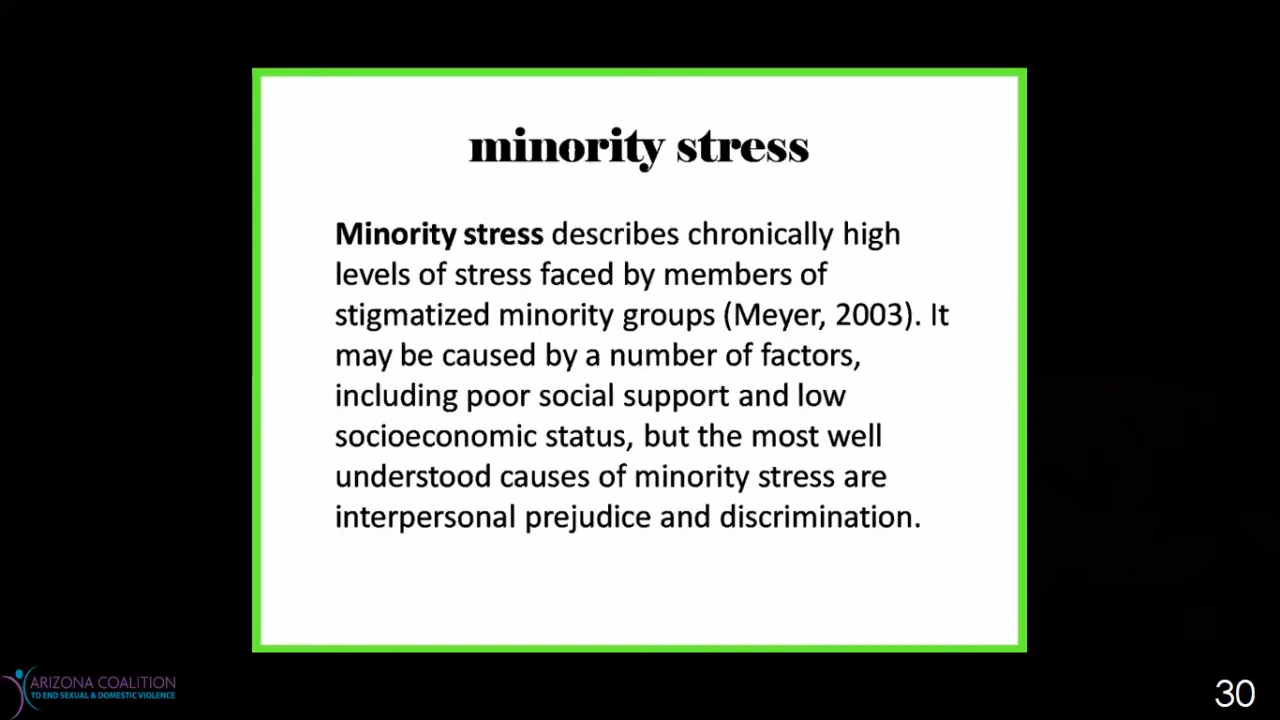 minority stress
Minority stress describes chronically high
levels of stress faced by members of
stigmatized minority groups (Meyer, 2003). It
may be caused by a number of factors,
including poor social support and low
socioeconomic status, but the most well
understood causes of minority stress are
interpersonal prejudice and discrimination.
ARIZONA COALITION
TO END SEXUAL & DOMESTIC VIOLENCE
30